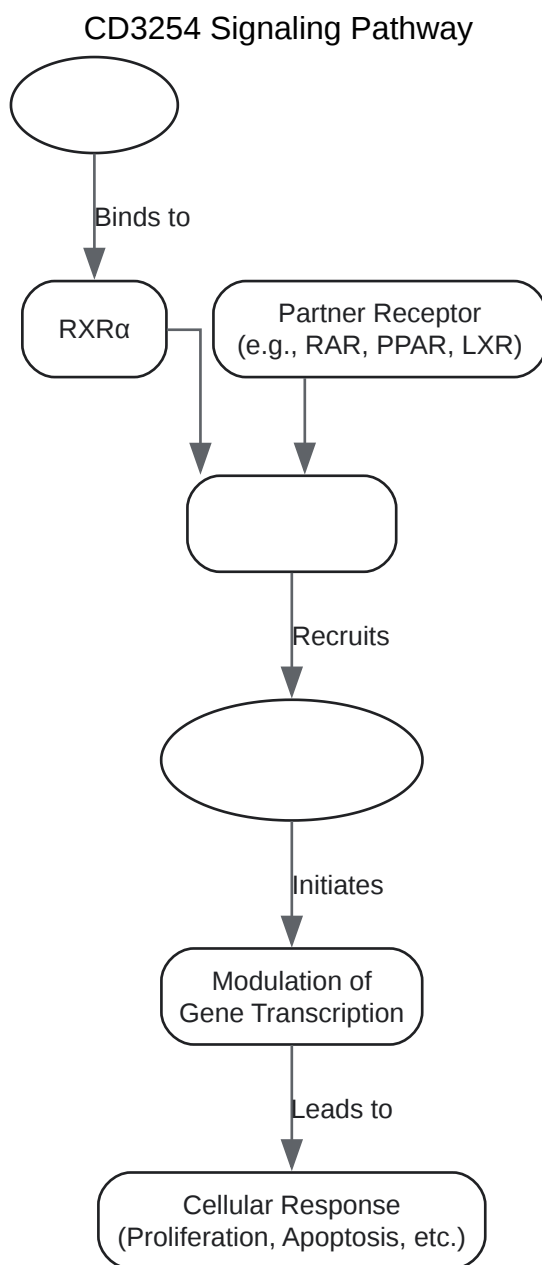 CD3254 Signaling Pathway
Binds to
RXRα
Partner Receptor
(e.g., RAR, PPAR, LXR)
Recruits
Initiates
Modulation of
Gene Transcription
Leads to
Cellular Response
(Proliferation, Apoptosis, etc.)